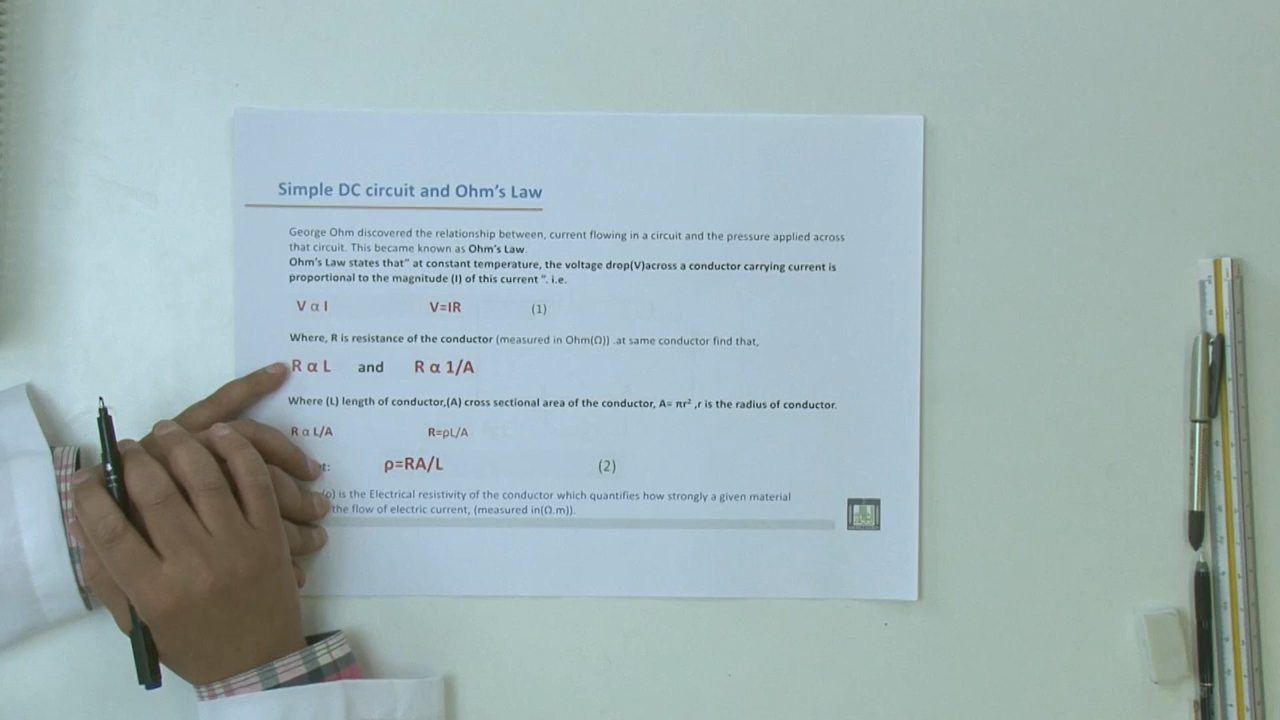 Simple DC circuit and Ohm's Law
George Ohm discovered the relationship between, current flowing in a circuit and the pressure applied across
that circuit. This became known as Ohm's Law.
Ohm's Law states that" at constant temperature, the voltage drop(V)across a conductor carrying current is
proportional to the magnitude (I) of this current ". i.e.
V α I V=IR (1)
Where, R is resistance of the conductor (measured in Ohm(Ω)) .at same conductor find that,
R α L and R α 1/A
Where (L) length of conductor,(A) cross sectional area of the conductor, A= πr² ,r is the radius of conductor.
R α L/A R=ρL/A
t: ρ=RA/L (2)
(ρ) is the Electrical resistivity of the conductor which quantifies how strongly a given material
the flow of electric current, (measured in(Ω.m)).